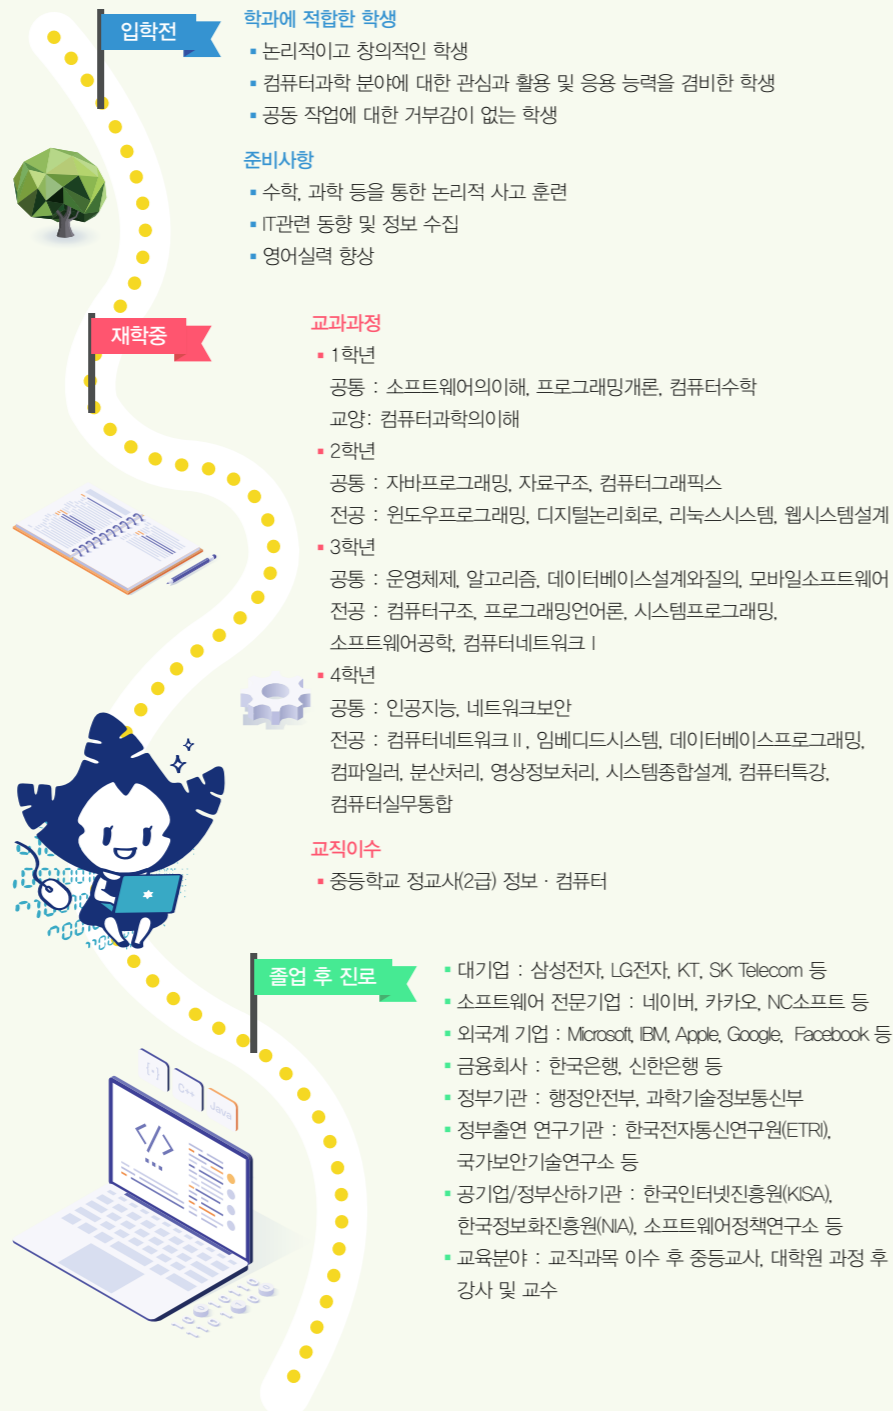 입학전
학과에 적합한 학생
▪ 논리적이고 창의적인 학생
▪ 컴퓨터과학 분야에 대한 관심과 활용 및 응용 능력을 겸비한 학생
▪ 공동 작업에 대한 거부감이 없는 학생
준비사항
▪ 수학, 과학 등을 통한 논리적 사고 훈련
▪ IT관련 동향 및 정보 수집
▪ 영어실력 향상
재학중
교과과정
▪ 1학년
공통 : 소프트웨어의이해, 프로그래밍개론, 컴퓨터수학
교양: 컴퓨터과학의이해
▪ 2학년
공통 : 자바프로그래밍, 자료구조, 컴퓨터그래픽스
전공 : 윈도우프로그래밍, 디지털논리회로, 리눅스시스템, 웹시스템설계
▪ 3학년
공통 : 운영체제, 알고리즘, 데이터베이스설계와질의, 모바일소프트웨어
전공 : 컴퓨터구조, 프로그래밍언어론, 시스템프로그래밍,
소프트웨어공학, 컴퓨터네트워크Ⅰ
▪ 4학년
공통 : 인공지능, 네트워크보안
전공 : 컴퓨터네트워크Ⅱ, 임베디드시스템, 데이터베이스프로그래밍,
컴파일러, 분산처리, 영상정보처리, 시스템종합설계, 컴퓨터특강,
컴퓨터실무통합
교직이수
▪ 중등학교 정교사(2급) 정보 · 컴퓨터
졸업 후 진로
▪ 대기업 : 삼성전자, LG전자, KT, SK Telecom 등
▪ 소프트웨어 전문기업 : 네이버, 카카오, NC소프트 등
▪ 외국계 기업 : Microsoft, IBM, Apple, Google, Facebook 등
▪ 금융회사 : 한국은행, 신한은행 등
▪ 정부기관 : 행정안전부, 과학기술정보통신부
▪ 정부출연 연구기관 : 한국전자통신연구원(ETRI),
국가보안기술연구소 등
▪ 공기업/정부산하기관 : 한국인터넷진흥원(KISA),
한국정보화진흥원(NIA), 소프트웨어정책연구소 등
▪ 교육분야 : 교직과목 이수 후 중등교사, 대학원 과정 후
강사 및 교수
{-}
C++
Java
</>